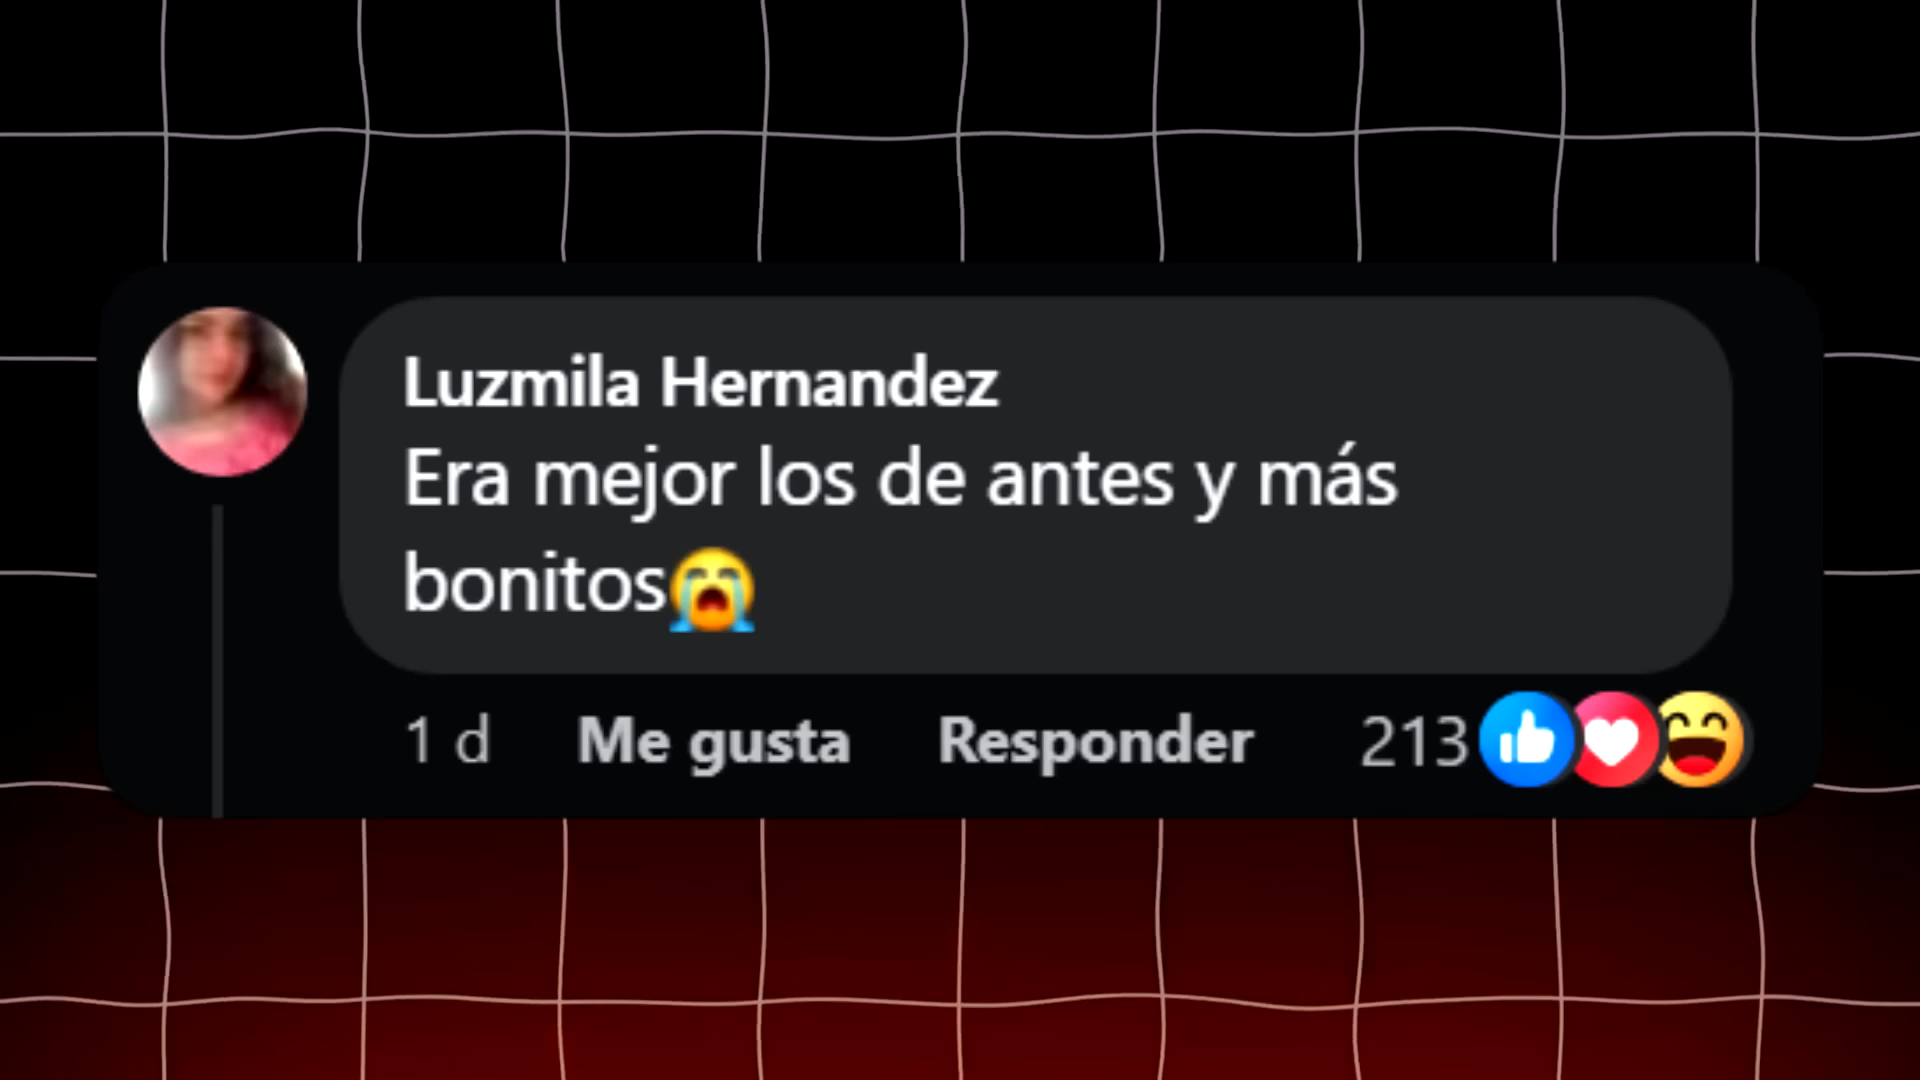 Luzmila Hernandez
Era mejor los de antes y más
bonitos😭
1 d Me gusta Responder 213